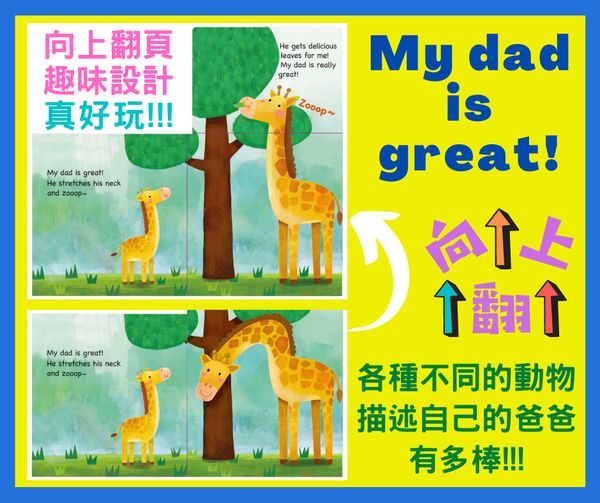 向上翻頁
趣味設計
真好玩!!!
He gets delicious
leaves for me!
My dad is really
great!
Zooop~
My dad is great!
He stretches his neck
and zooop~
My dad is great!
He stretches his neck
and zooop~
My dad
is
great!
向上
翻
各種不同的動物
描述自己的爸爸
有多棒!!!